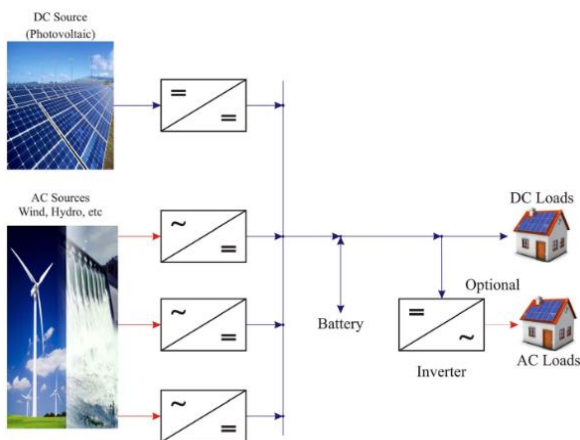 DC Source
(Photovoltaic)
=
=
AC Sources
Wind, Hydro, etc
~
=
~
=
~
=
Battery
DC Loads
Optional
=
~
Inverter
AC Loads